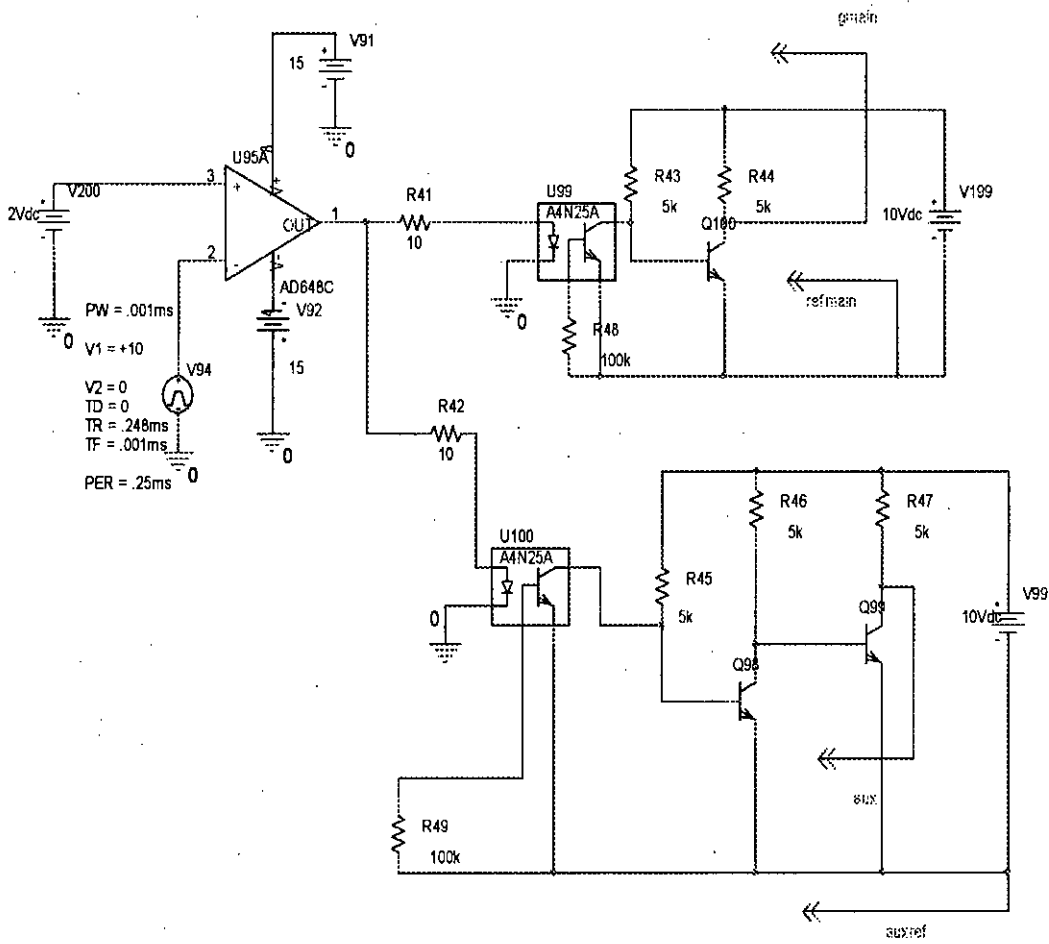 gmain
V91
15
0
U95A
V200
3
+
OUT
1
2Vdc
2
-
AD648C
V92
15
0
0
PW = .001ms
V1 = +10
V94
V2 = 0
TD = 0
TR = .248ms
TF = .001ms
0
PER = .25ms
R41
10
U99
A4N25A
0
R43
5k
R44
5k
Q100
V199
10Vdc
refmain
R48
100k
R42
10
U100
A4N25A
0
R45
5k
R46
5k
R47
5k
V99
10Vdc
Q99
Q98
aux
R49
100k
auxref